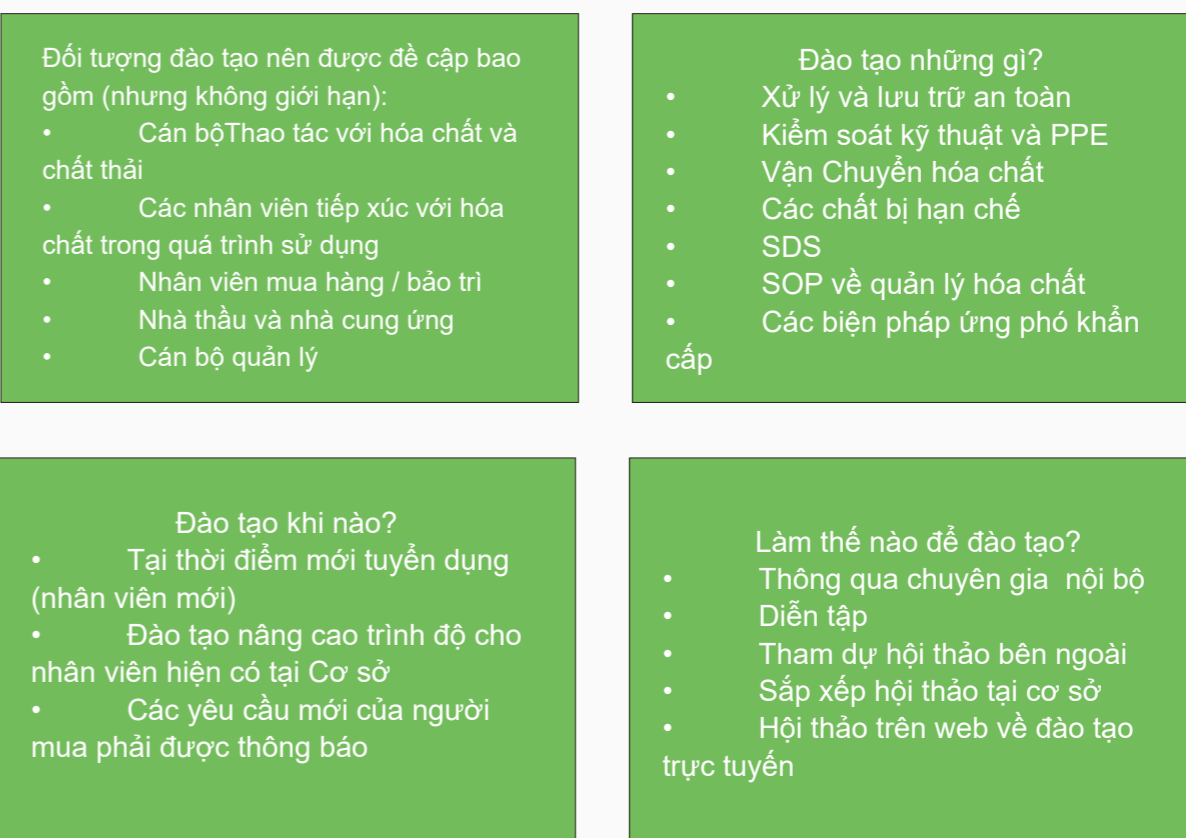 Đối tượng đào tạo nên được đề cập bao
gồm (nhưng không giới hạn):
• Cán bộThao tác với hóa chất và
chất thải
• Các nhân viên tiếp xúc với hóa
chất trong quá trình sử dụng
• Nhân viên mua hàng / bảo trì
• Nhà thầu và nhà cung ứng
• Cán bộ quản lý
Đào tạo những gì?
• Xử lý và lưu trữ an toàn
• Kiểm soát kỹ thuật và PPE
• Vận Chuyển hóa chất
• Các chất bị hạn chế
• SDS
• SOP về quản lý hóa chất
• Các biện pháp ứng phó khẩn
cấp
Đào tạo khi nào?
• Tại thời điểm mới tuyển dụng
(nhân viên mới)
• Đào tạo nâng cao trình độ cho
nhân viên hiện có tại Cơ sở
• Các yêu cầu mới của người
mua phải được thông báo
Làm thế nào để đào tạo?
• Thông qua chuyên gia nội bộ
• Diễn tập
• Tham dự hội thảo bên ngoài
• Sắp xếp hội thảo tại cơ sở
• Hội thảo trên web về đào tạo
trực tuyến